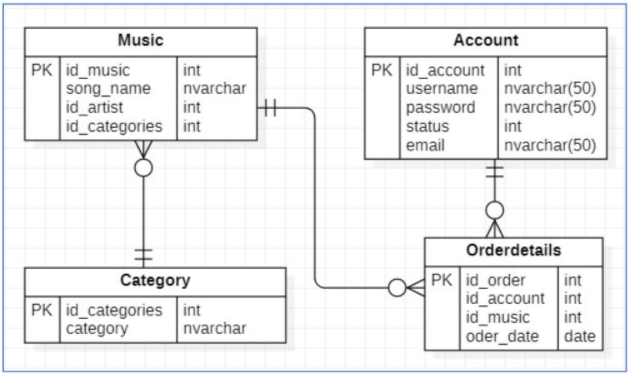 Music
PK id_music int
song_name nvarchar
id_artist int
id_categories int
Account
PK id_account int
username nvarchar(50)
password nvarchar(50)
status int
email nvarchar(50)
Category
PK id_categories int
category nvarchar
Orderdetails
PK id_order int
id_account int
id_music int
oder_date date